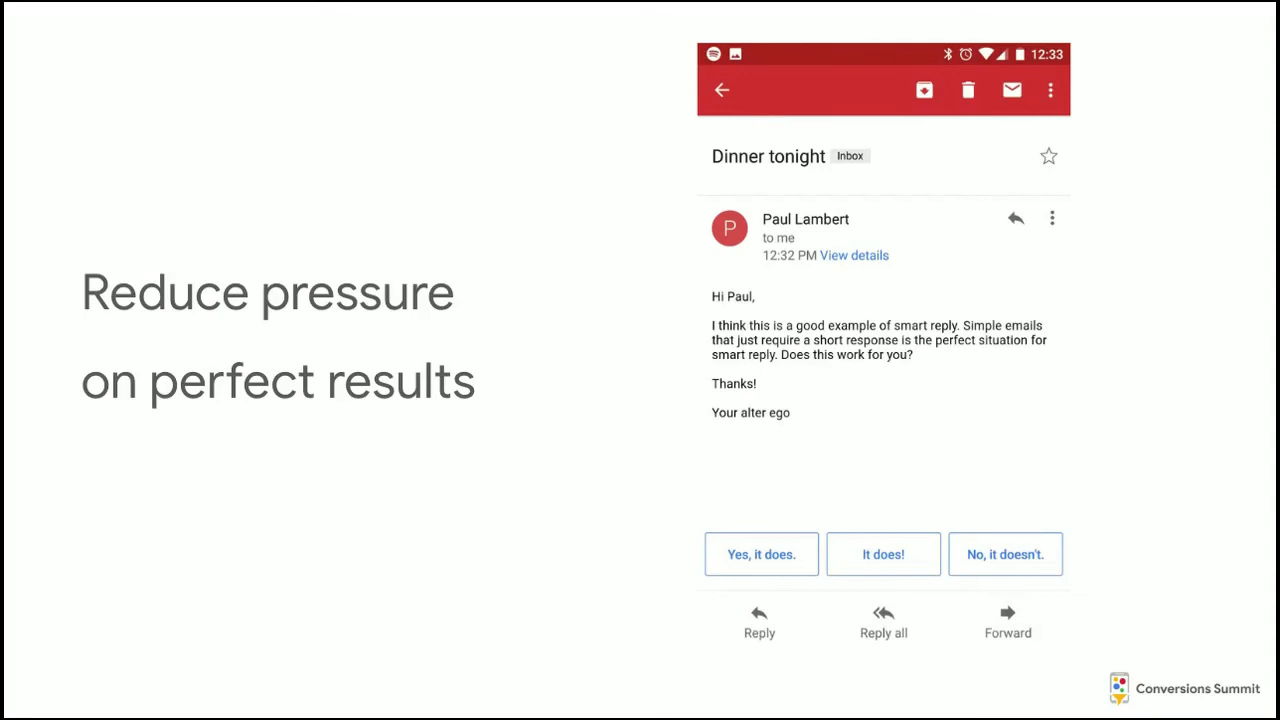 Reduce pressure
on perfect results
12:33
Dinner tonight Inbox
P
Paul Lambert
to me
12:32 PM View details
Hi Paul,
I think this is a good example of smart reply. Simple emails
that just require a short response is the perfect situation for
smart reply. Does this work for you?
Thanks!
Your alter ego
Yes, it does. It does! No, it doesn't.
Reply Reply all Forward
Conversions Summit